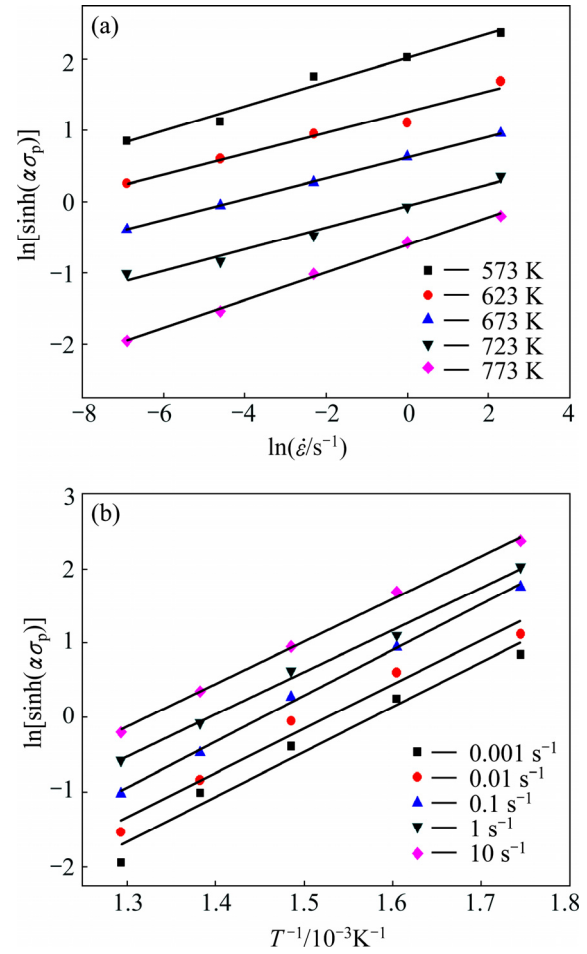 (a)
2
1
0
−1
−2
ln[sinh(ασp)]
573 K
623 K
673 K
723 K
773 K
−8 −6 −4 −2 0 2 4
ln(ε̇/s⁻¹)
(b)
3
2
1
0
−1
−2
ln[sinh(ασp)]
0.001 s⁻¹
0.01 s⁻¹
0.1 s⁻¹
1 s⁻¹
10 s⁻¹
1.3 1.4 1.5 1.6 1.7 1.8
T⁻¹/10⁻³K⁻¹